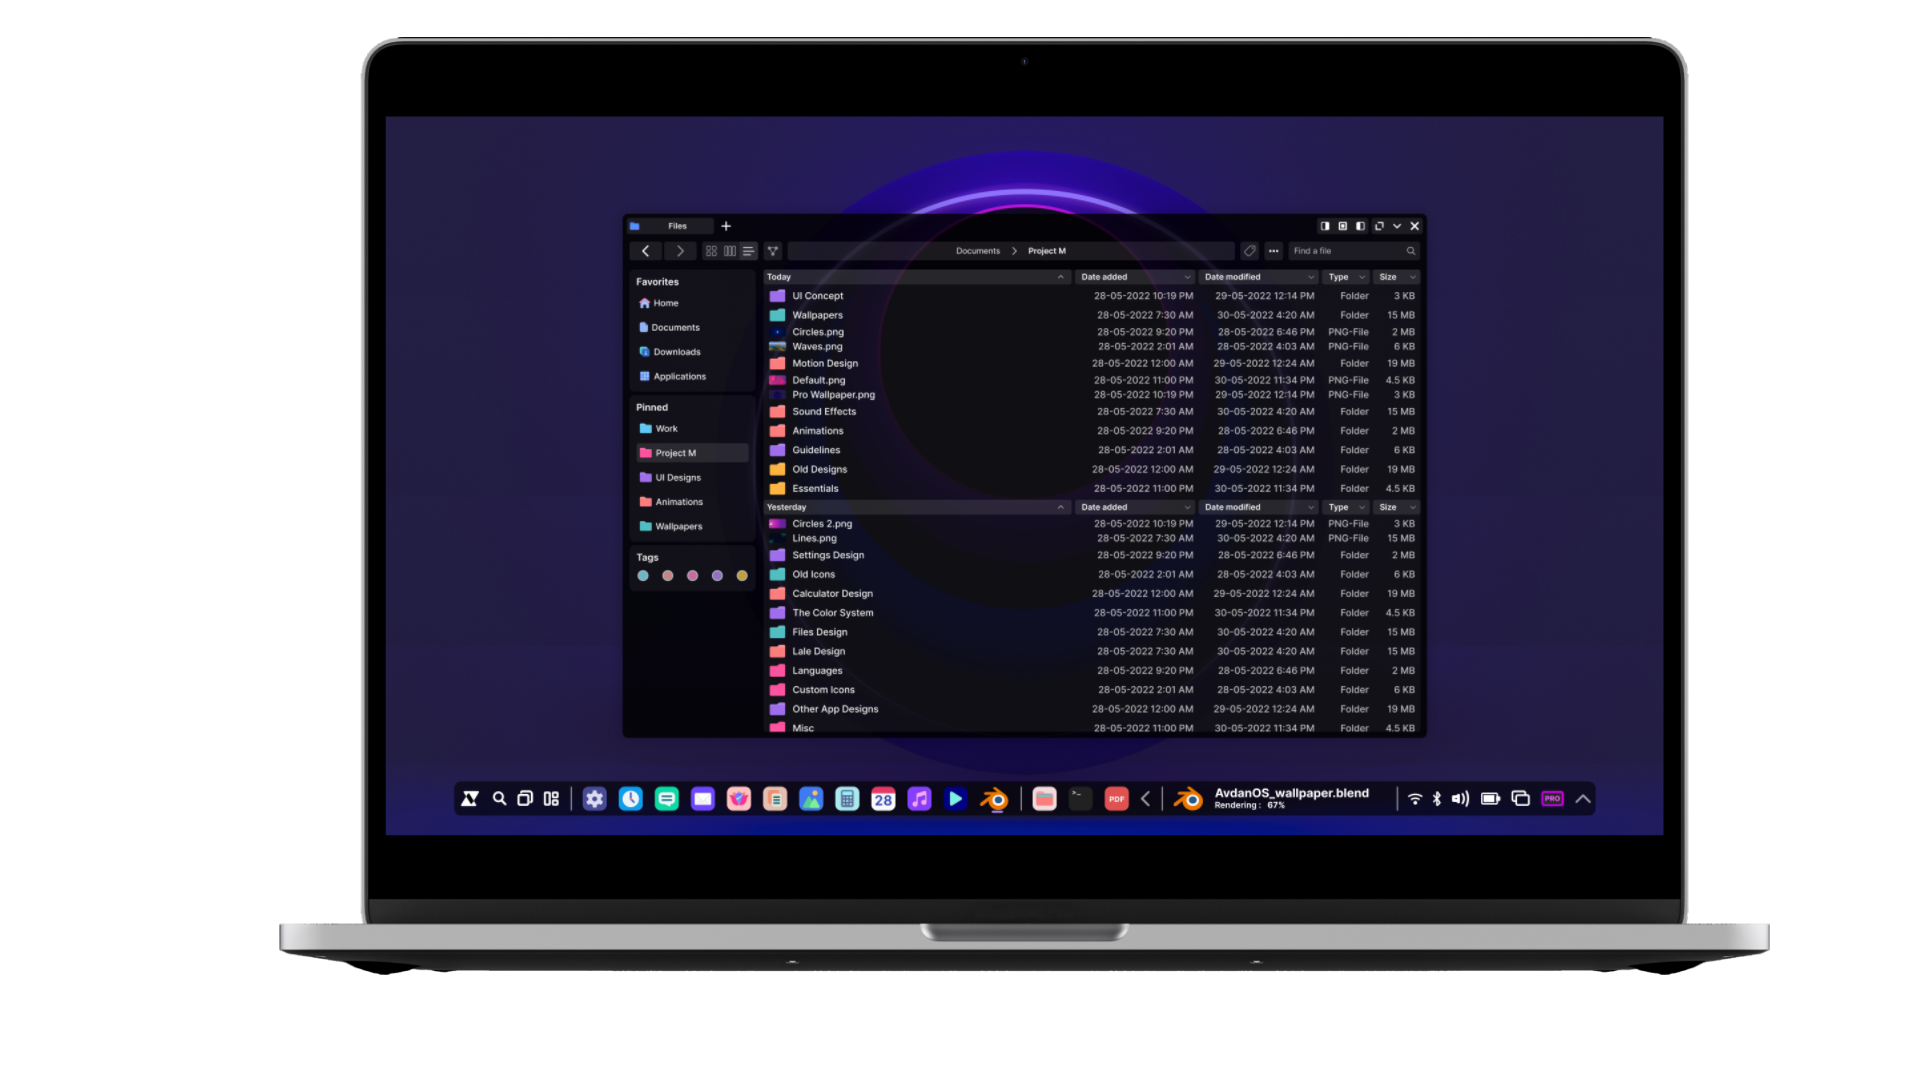 Files
Documents > Project M
Find a file
Favorites
Home
Documents
Downloads
Applications
Pinned
Work
Project M
UI Designs
Animations
Wallpapers
Tags
Today Date added Date modified Type Size
UI Concept 28-05-2022 10:19 PM 29-05-2022 12:14 PM Folder 3 KB
Wallpapers 28-05-2022 7:30 AM 30-05-2022 4:20 AM Folder 15 MB
Circles.png 28-05-2022 9:20 PM 28-05-2022 6:46 PM PNG-File 2 MB
Waves.png 28-05-2022 2:01 AM 28-05-2022 4:03 AM PNG-File 6 KB
Motion Design 28-05-2022 12:00 AM 29-05-2022 12:24 AM Folder 19 MB
Default.png 28-05-2022 11:00 PM 30-05-2022 11:34 PM PNG-File 4.5 KB
Pro Wallpaper.png 28-05-2022 10:19 PM 29-05-2022 12:14 PM PNG-File 3 KB
Sound Effects 28-05-2022 7:30 AM 30-05-2022 4:20 AM Folder 15 MB
Animations 28-05-2022 9:20 PM 28-05-2022 6:46 PM Folder 2 MB
Guidelines 28-05-2022 2:01 AM 28-05-2022 4:03 AM Folder 6 KB
Old Designs 28-05-2022 12:00 AM 29-05-2022 12:24 AM Folder 19 MB
Essentials 28-05-2022 11:00 PM 30-05-2022 11:34 PM Folder 4.5 KB
Yesterday Date added Date modified Type Size
Circles 2.png 28-05-2022 10:19 PM 29-05-2022 12:14 PM PNG-File 3 KB
Lines.png 28-05-2022 7:30 AM 30-05-2022 4:20 AM PNG-File 15 MB
Settings Design 28-05-2022 9:20 PM 28-05-2022 6:46 PM Folder 2 MB
Old Icons 28-05-2022 2:01 AM 28-05-2022 4:03 AM Folder 6 KB
Calculator Design 28-05-2022 12:00 AM 29-05-2022 12:24 AM Folder 19 MB
The Color System 28-05-2022 11:00 PM 30-05-2022 11:34 PM Folder 4.5 KB
Files Design 28-05-2022 7:30 AM 30-05-2022 4:20 AM Folder 15 MB
Lale Design 28-05-2022 7:30 AM 30-05-2022 4:20 AM Folder 15 MB
Languages 28-05-2022 9:20 PM 28-05-2022 6:46 PM Folder 2 MB
Custom Icons 28-05-2022 2:01 AM 28-05-2022 4:03 AM Folder 6 KB
Other App Designs 28-05-2022 12:00 AM 29-05-2022 12:24 AM Folder 19 MB
Misc 28-05-2022 11:00 PM 30-05-2022 11:34 PM Folder 4.5 KB
28
PDF
AvdanOS_wallpaper.blend
Rendering : 67%
PRO